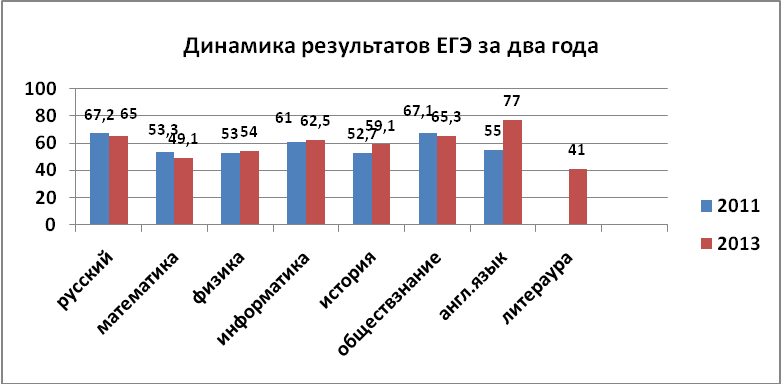 Динамика результатов ЕГЭ за два года
100
80
60
40
20
0
67,2 65
53,3
49,1
53 54
61 62,5
52,7
59,1
67,1
65,3
55
77
41
русский
математика
физика
информатика
история
обществзнание
англ.язык
литераура
2011
2013